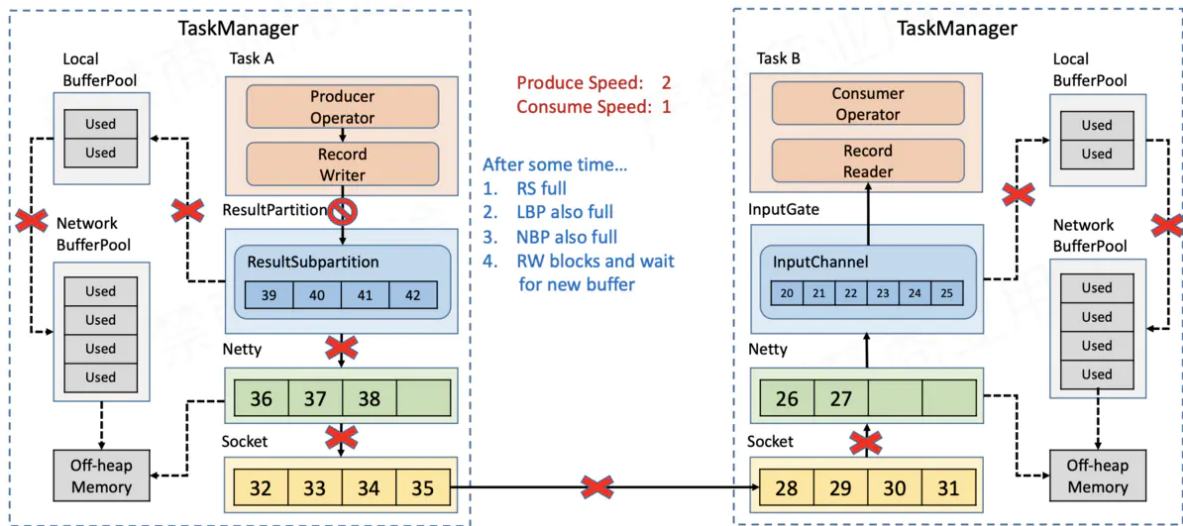 TaskManager
Local
BufferPool
Used
Used
Network
BufferPool
Used
Used
Used
Used
Off-heap
Memory
Task A
Producer
Operator
Record
Writer
ResultPartition
ResultSubpartition
39 40 41 42
Netty
36 37 38
Socket
32 33 34 35
Produce Speed: 2
Consume Speed: 1
After some time...
1. RS full
2. LBP also full
3. NBP also full
4. RW blocks and wait
for new buffer
TaskManager
Task B
Consumer
Operator
Record
Reader
InputGate
InputChannel
20 21 22 23 24 25
Netty
26 27
Socket
28 29 30 31
Local
BufferPool
Used
Used
Network
BufferPool
Used
Used
Used
Used
Off-heap
Memory